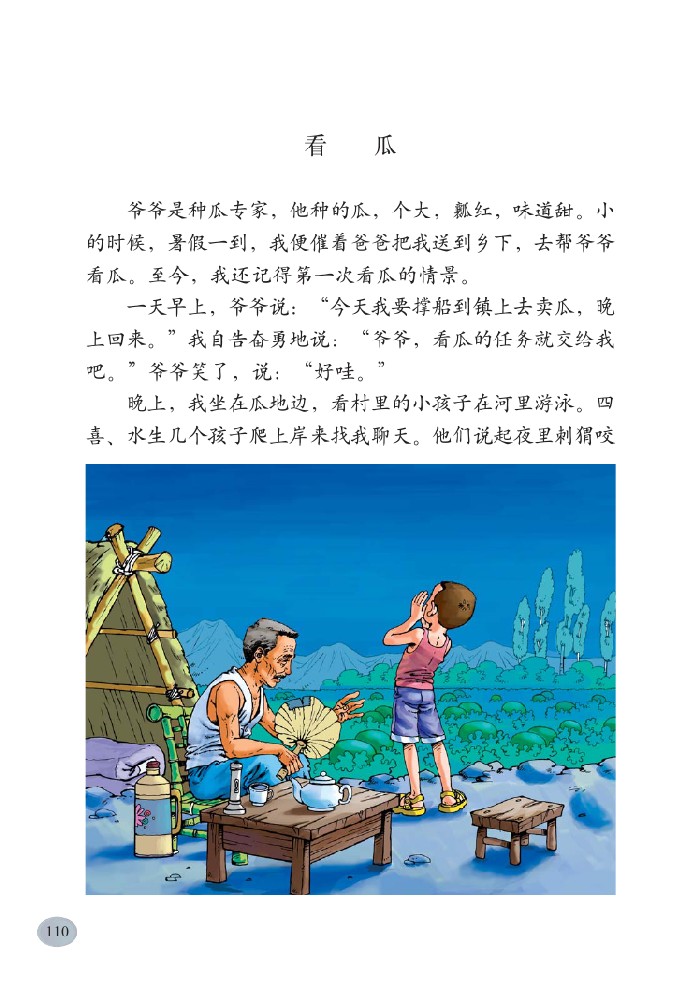 看 瓜
爷爷是种瓜专家，他种的瓜，个大，瓤红，味道甜。小
的时候，暑假一到，我便催着爸爸把我送到乡下，去帮爷爷
看瓜。至今，我还记得第一次看瓜的情景。
一天早上，爷爷说：“今天我要撑船到镇上去卖瓜，晚
上回来。”我自告奋勇地说：“爷爷，看瓜的任务就交给我
吧。”爷爷笑了，说：“好哇。”
晚上，我坐在瓜地边，看村里的小孩子在河里游泳。四
喜、水生几个孩子爬上岸来找我聊天。他们说起夜里刺猬咬
110